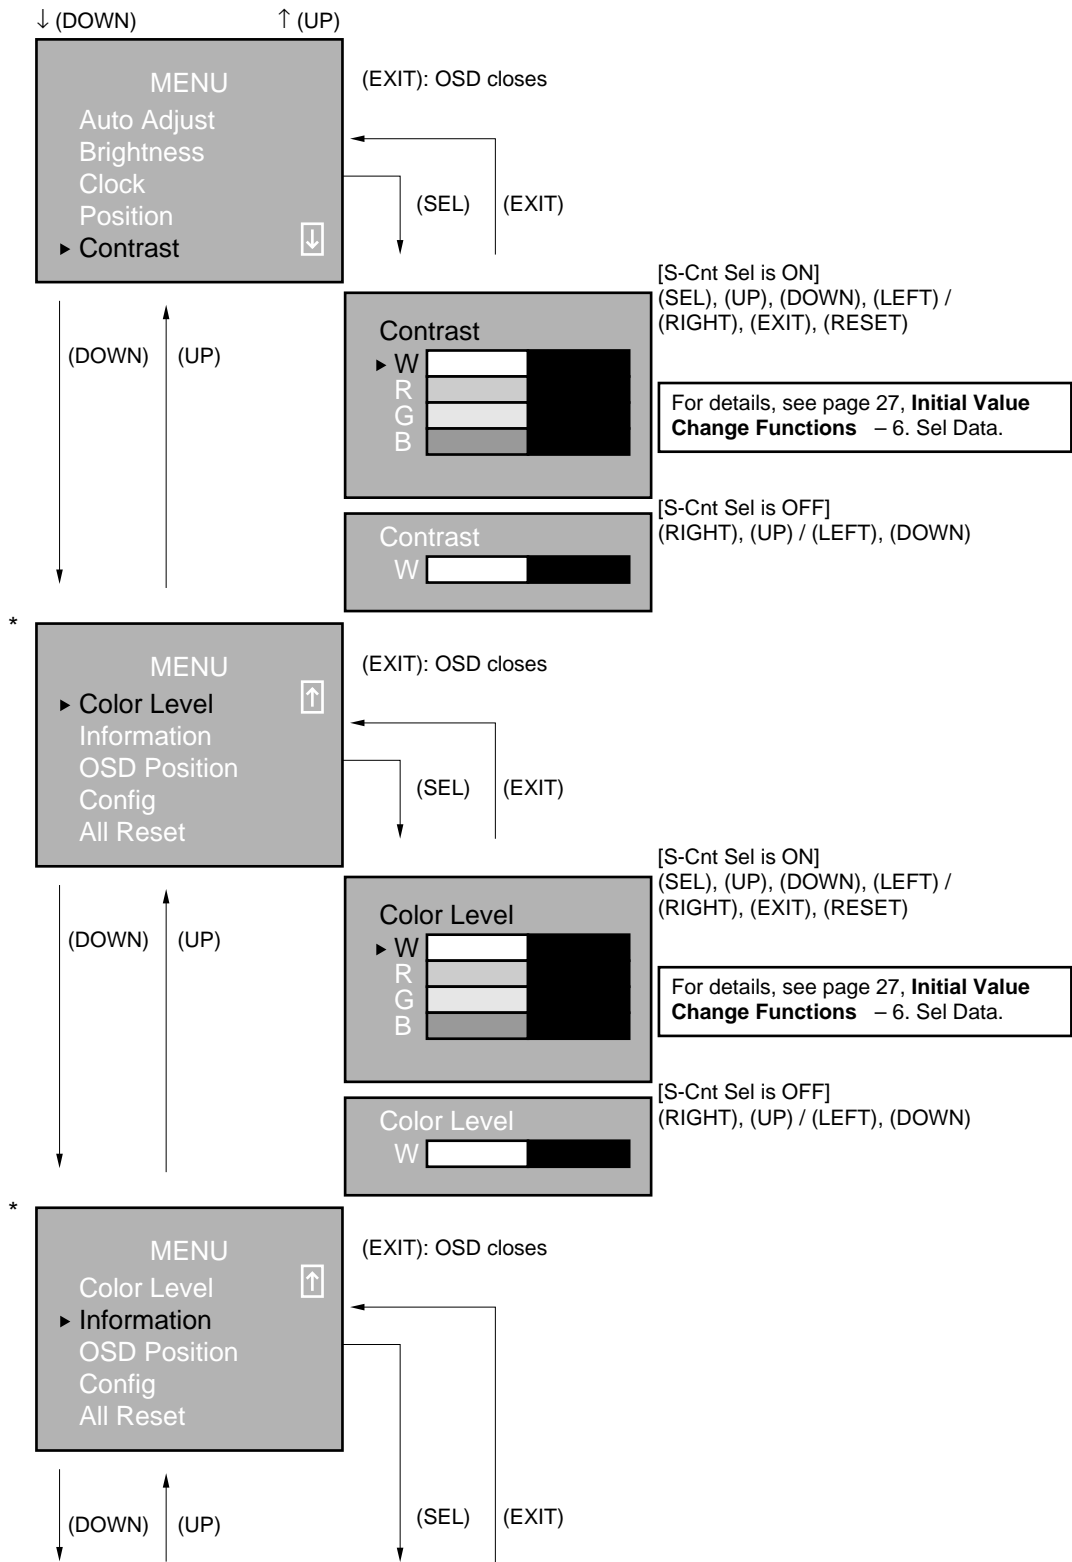 ↓ (DOWN) ↑ (UP)
MENU
Auto Adjust
Brightness
Clock
Position
▶ Contrast ↓
(EXIT): OSD closes
(SEL) (EXIT)
(DOWN) (UP)
Contrast
▶ W
R
G
B
[S-Cnt Sel is ON]
(SEL), (UP), (DOWN), (LEFT) /
(RIGHT), (EXIT), (RESET)
For details, see page 27, Initial Value
Change Functions – 6. Sel Data.
Contrast
W
[S-Cnt Sel is OFF]
(RIGHT), (UP) / (LEFT), (DOWN)
*
MENU
▶ Color Level ↑
Information
OSD Position
Config
All Reset
(EXIT): OSD closes
(SEL) (EXIT)
(DOWN) (UP)
Color Level
▶ W
R
G
B
[S-Cnt Sel is ON]
(SEL), (UP), (DOWN), (LEFT) /
(RIGHT), (EXIT), (RESET)
For details, see page 27, Initial Value
Change Functions – 6. Sel Data.
Color Level
W
[S-Cnt Sel is OFF]
(RIGHT), (UP) / (LEFT), (DOWN)
*
MENU
Color Level ↑
▶ Information
OSD Position
Config
All Reset
(EXIT): OSD closes
(DOWN) (UP) (SEL) (EXIT)